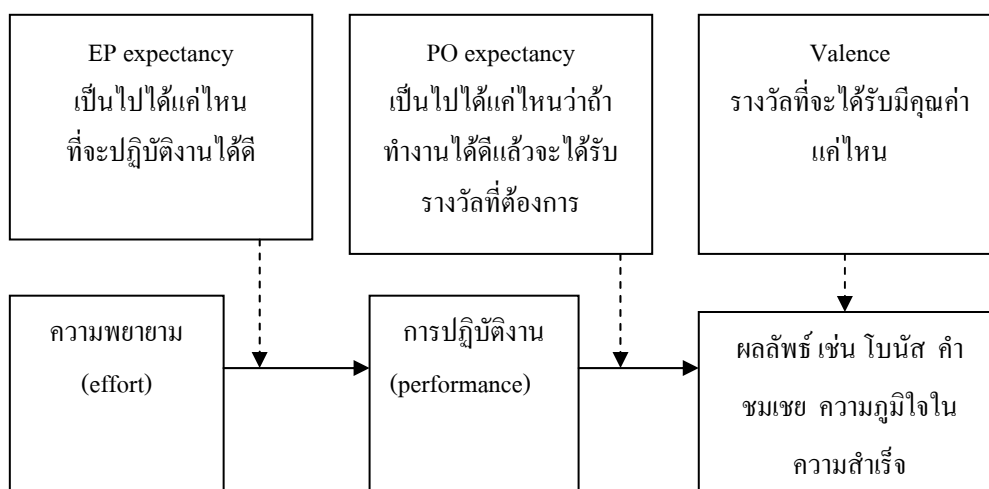 EP expectancy
เป็นไปได้แค่ไหน
ที่จะปฏิบัติงานได้ดี
PO expectancy
เป็นไปได้แค่ไหนว่าถ้า
ทำงานได้ดีแล้วจะได้รับ
รางวัลที่ต้องการ
Valence
รางวัลที่จะได้รับมีคุณค่า
แค่ไหน
ความพยายาม
(effort)
การปฏิบัติงาน
(performance)
ผลลัพธ์ เช่น โบนัส คำ
ชมเชย ความภูมิใจใน
ความสำเร็จ